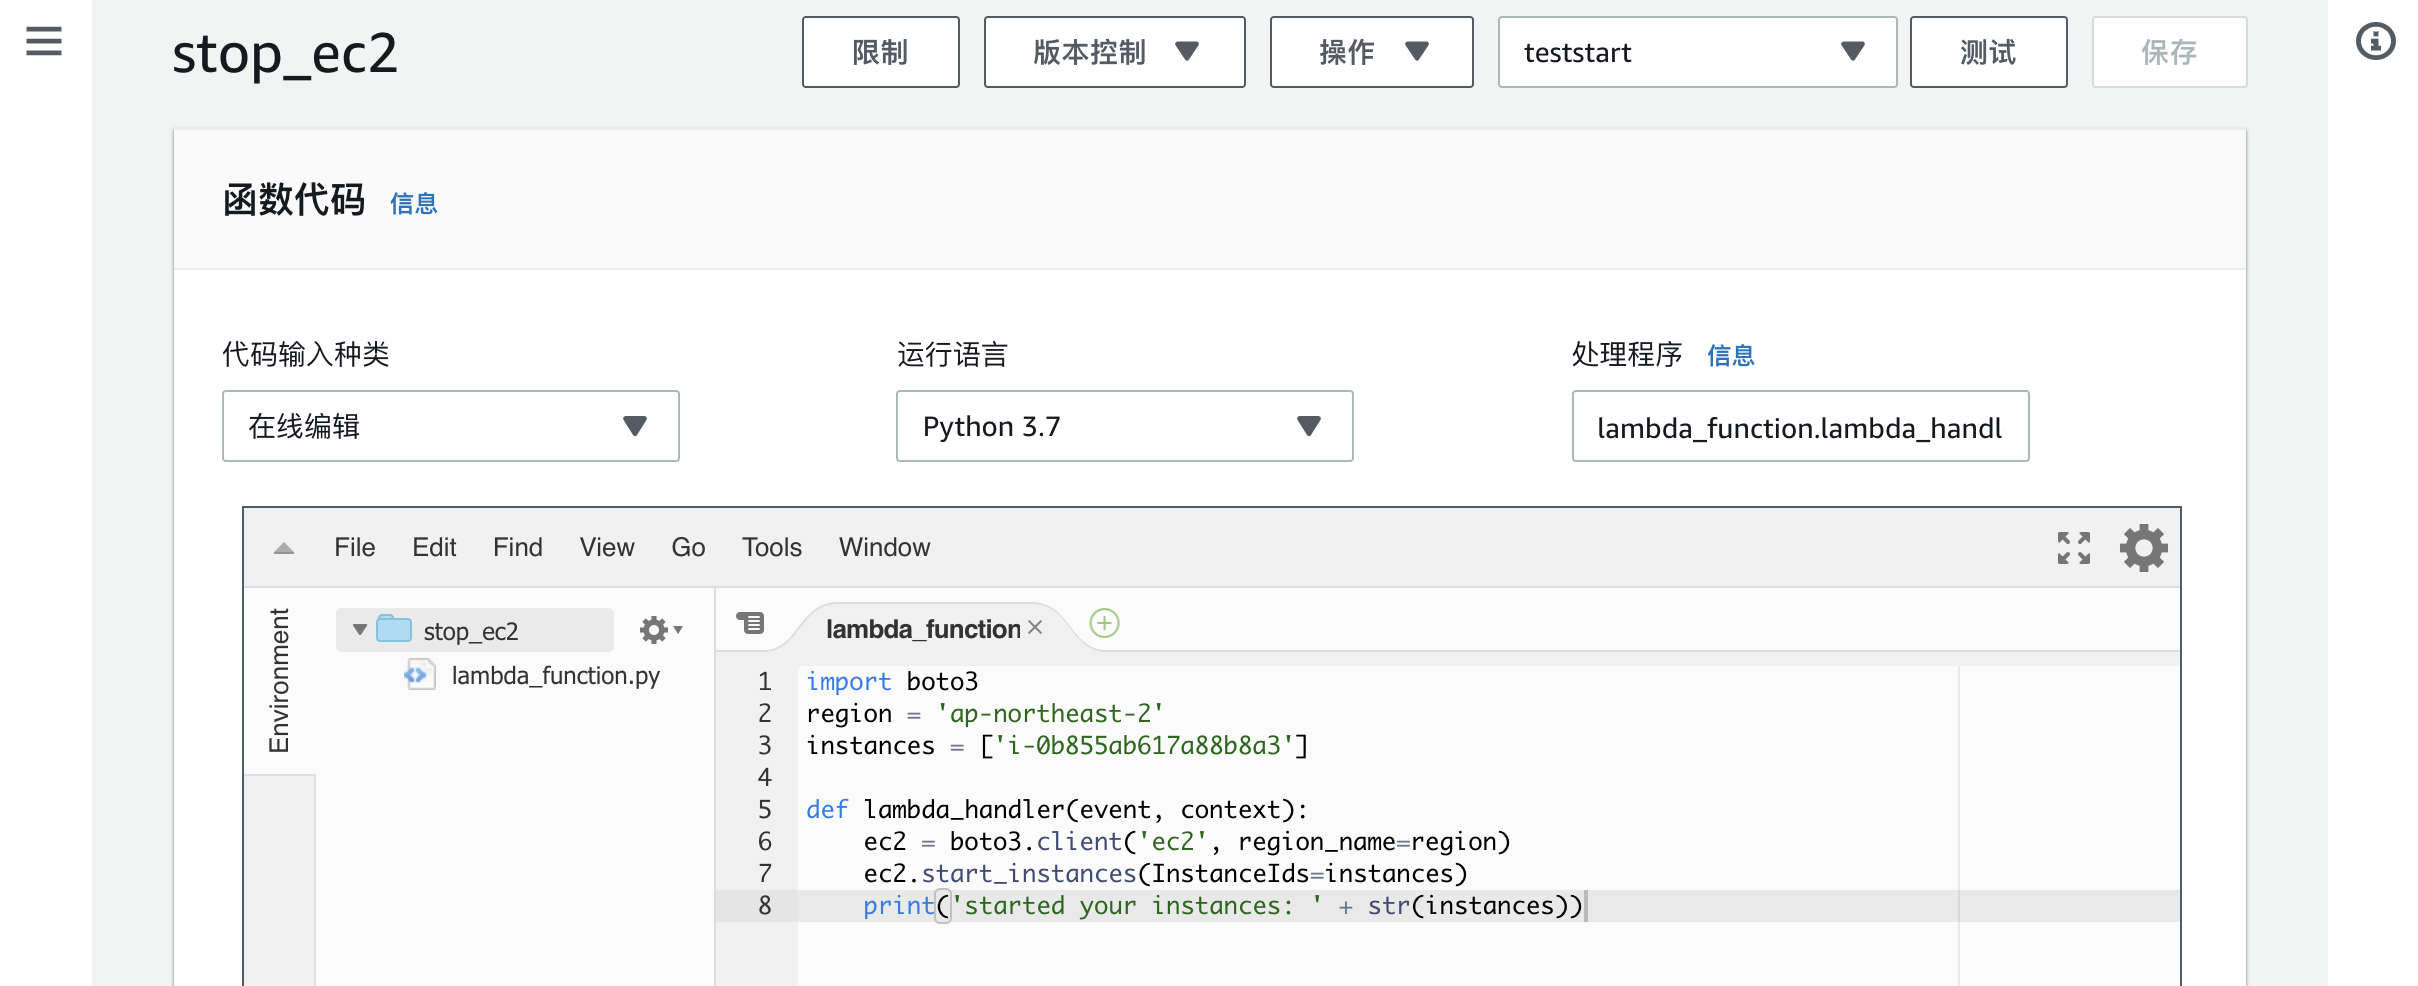 stop_ec2
限制
版本控制
操作
teststart
测试
保存
函数代码 信息
代码输入种类
运行语言
处理程序 信息
在线编辑
Python 3.7
lambda_function.lambda_handl
File Edit Find View Go Tools Window
Environment
stop_ec2
lambda_function.py
lambda_function
1 import boto3
2 region = 'ap-northeast-2'
3 instances = ['i-0b855ab617a88b8a3']
4
5 def lambda_handler(event, context):
6     ec2 = boto3.client('ec2', region_name=region)
7     ec2.start_instances(InstanceIds=instances)
8     print('started your instances: ' + str(instances))